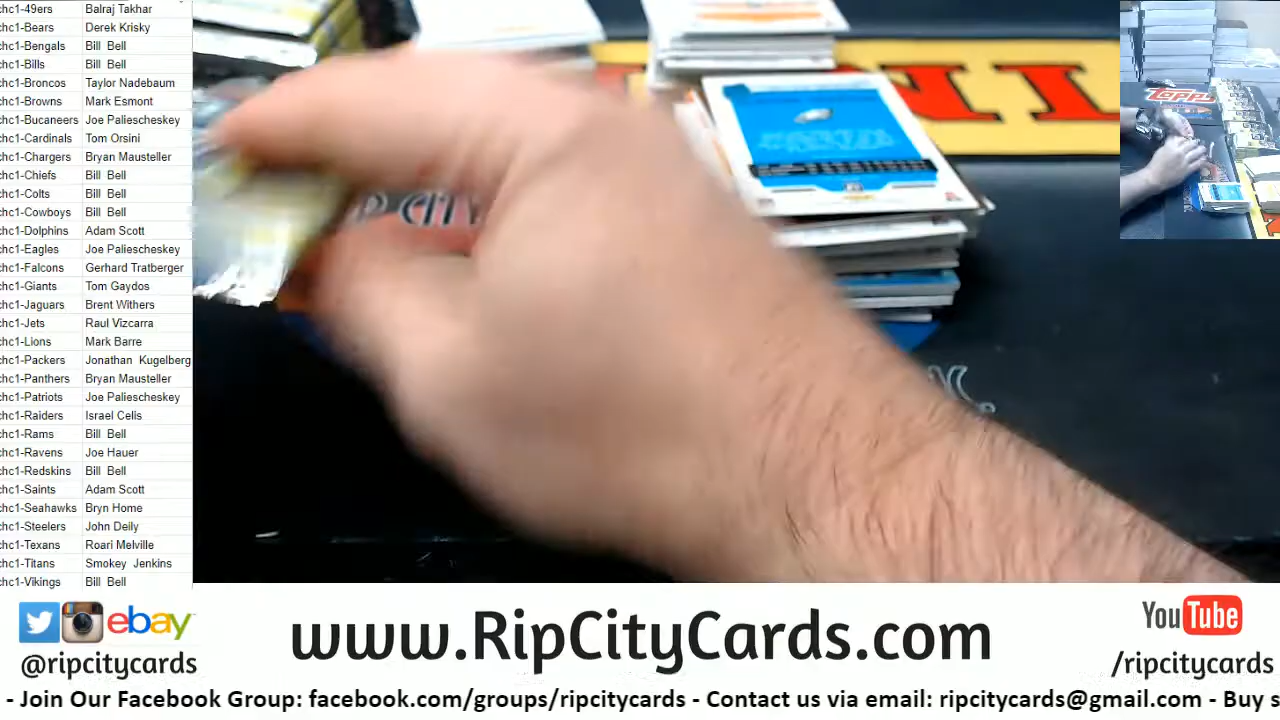 chc1-49ers Balraj Takhar
chc1-Bears Derek Krisky
chc1-Bengals Bill Bell
chc1-Bills Bill Bell
chc1-Broncos Taylor Nadebaum
chc1-Browns Mark Esmont
chc1-Bucaneers Joe Paliescheskey
chc1-Cardinals Tom Orsini
chc1-Chargers Bryan Mausteller
chc1-Chiefs Bill Bell
chc1-Colts Bill Bell
chc1-Cowboys Bill Bell
chc1-Dolphins Adam Scott
chc1-Eagles Joe Paliescheskey
chc1-Falcons Gerhard Tratberger
chc1-Giants Tom Gaydos
chc1-Jaguars Brent Withers
chc1-Jets Raul Vizcarra
chc1-Lions Mark Barre
chc1-Packers Jonathan Kugelberg
chc1-Panthers Bryan Mausteller
chc1-Patriots Joe Paliescheskey
chc1-Raiders Israel Celis
chc1-Rams Bill Bell
chc1-Ravens Joe Hauer
chc1-Redskins Bill Bell
chc1-Saints Adam Scott
chc1-Seahawks Bryn Home
chc1-Steelers John Deily
chc1-Texans Roari Melville
chc1-Titans Smokey Jenkins
chc1-Vikings Bill Bell
P CITY
Topps
ebay
@ripcitycards
www.RipCityCards.com
YouTube
/ripcitycards
- Join Our Facebook Group: facebook.com/groups/ripcitycards - Contact us via email: ripcitycards@gmail.com - Buy s